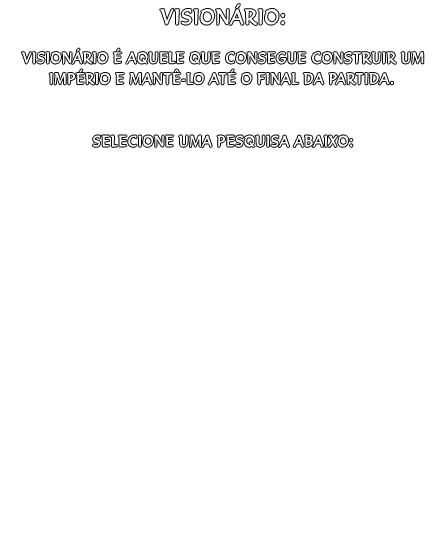 VISIONÁRIO:
VISIONÁRIO É AQUELE QUE CONSEGUE CONSTRUIR UM
IMPÉRIO E MANTÊ-LO ATÉ O FINAL DA PARTIDA.
SELECIONE UMA PESQUISA ABAIXO: